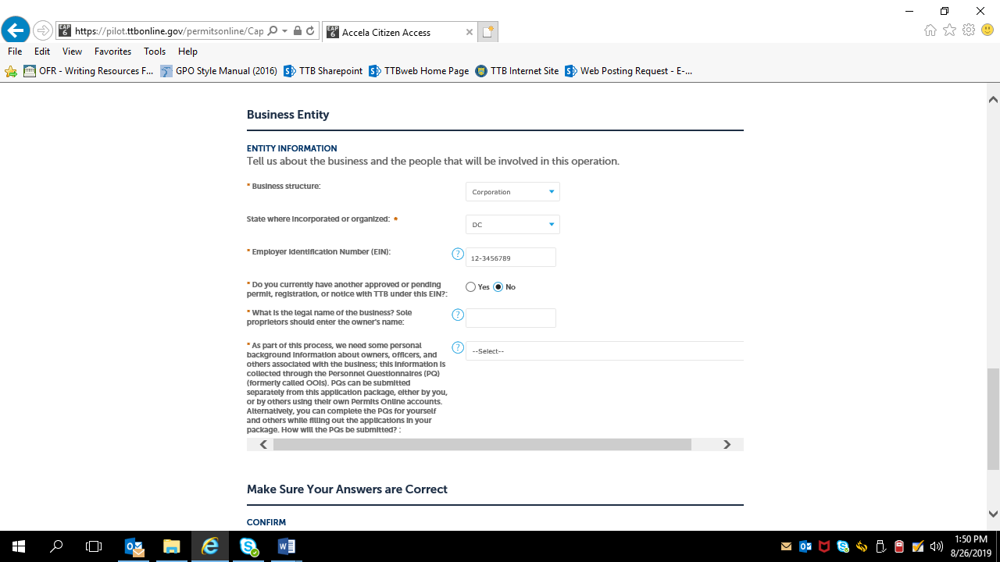 https://pilot.ttbonline.gov/permitsonline/Cap
Accela Citizen Access
File Edit View Favorites Tools Help
OFR - Writing Resources F... GPO Style Manual (2016) TTB Sharepoint TTBweb Home Page TTB Internet Site Web Posting Request - E-...
Business Entity
ENTITY INFORMATION
Tell us about the business and the people that will be involved in this operation.
* Business structure:
Corporation
State where incorporated or organized: *
DC
* Employer Identification Number (EIN):
?
12-3456789
* Do you currently have another approved or pending
permit, registration, or notice with TTB under this EIN?:
Yes No
* What is the legal name of the business? Sole
proprietors should enter the owner's name:
?
* As part of this process, we need some personal
background information about owners, officers, and
others associated with the business; this information is
collected through the Personnel Questionnaires (PQ)
(formerly called OOIs). PQs can be submitted
separately from this application package, either by you,
or by others using their own Permits Online accounts.
Alternatively, you can complete the PQs for yourself
and others while filling out the applications in your
package. How will the PQs be submitted? :
?
--Select--
Make Sure Your Answers are Correct
CONFIRM
1:50 PM
8/26/2019